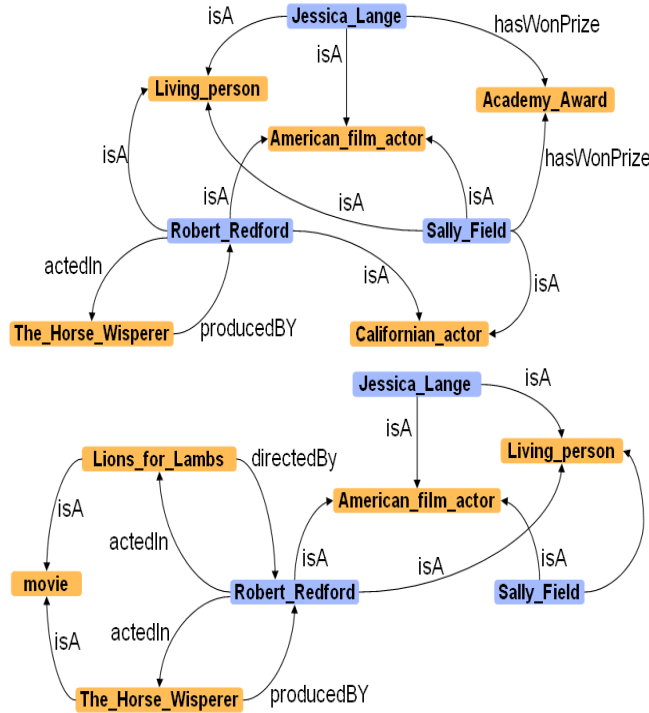 isA
Jessica_Lange
hasWonPrize
isA
Living_person
Academy_Award
American_film_actor
isA
hasWonPrize
isA
isA
isA
Robert_Redford
Sally_Field
actedIn
isA
isA
The_Horse_Wisperer
producedBY
Californian_actor
Jessica_Lange
isA
isA
Living_person
Lions_for_Lambs
directedBy
American_film_actor
isA
actedIn
isA
isA
isA
movie
Robert_Redford
Sally_Field
actedIn
isA
The_Horse_Wisperer
producedBY